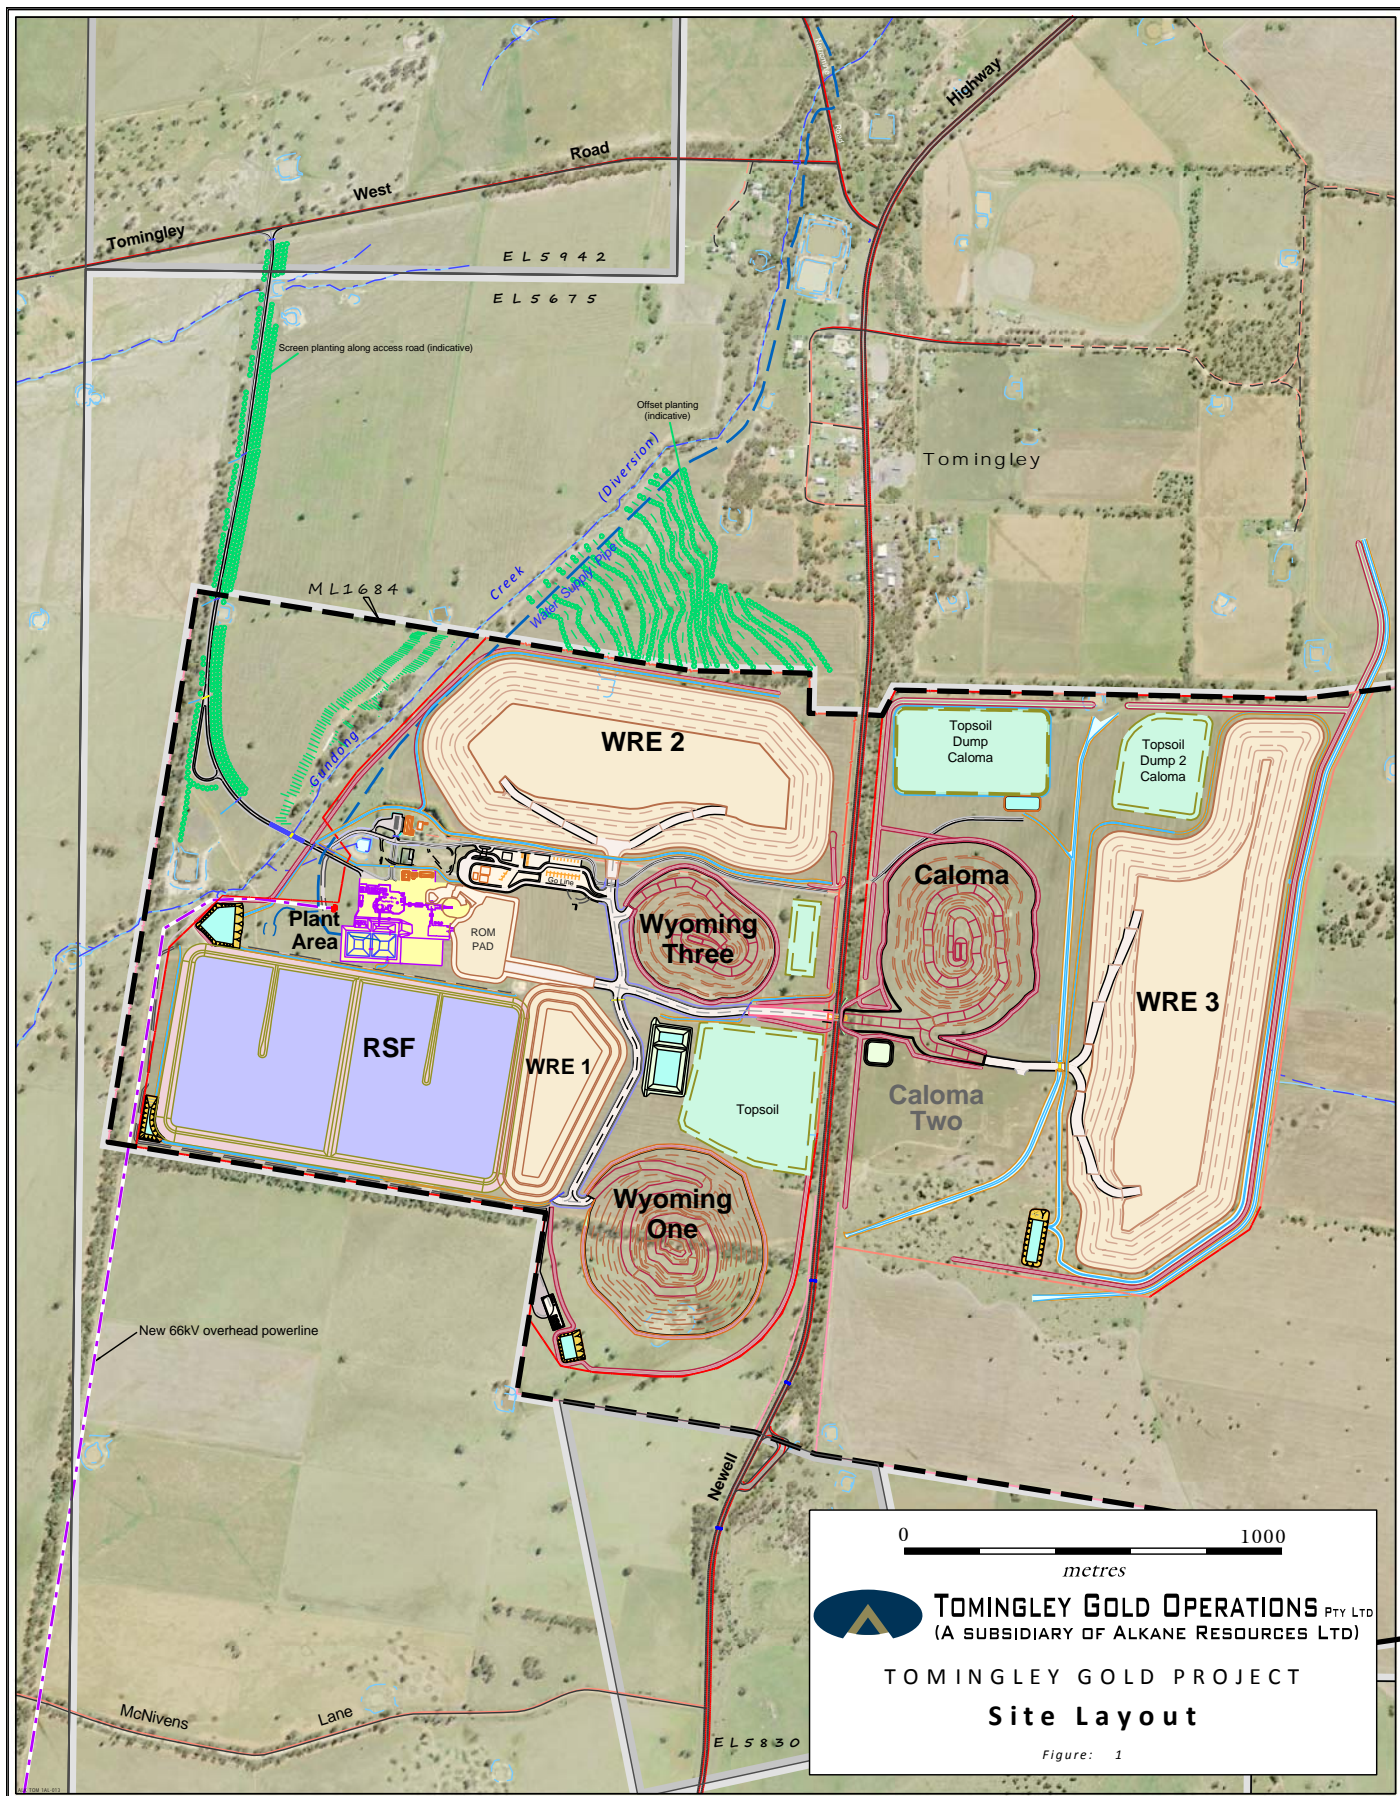 Highway
Road
West
Tomingley
EL5942
EL5675
Screen planting along access road (indicative)
Offset planting
(indicative)
(Diversion)
Creek
Water Supply Pipe
Gundong
Tomingley
ML1684
WRE 2
Topsoil
Dump
Caloma
Topsoil
Dump 2
Caloma
Go Line
Caloma
Plant
Area
ROM
PAD
Wyoming
Three
WRE 3
RSF
WRE 1
Caloma
Two
Topsoil
Wyoming
One
New 66kV overhead powerline
Newell
McNivens
Lane
EL5830
0 1000
metres
TOMINGLEY GOLD OPERATIONS PTY LTD
(A SUBSIDIARY OF ALKANE RESOURCES LTD)
TOMINGLEY GOLD PROJECT
Site Layout
Figure: 1